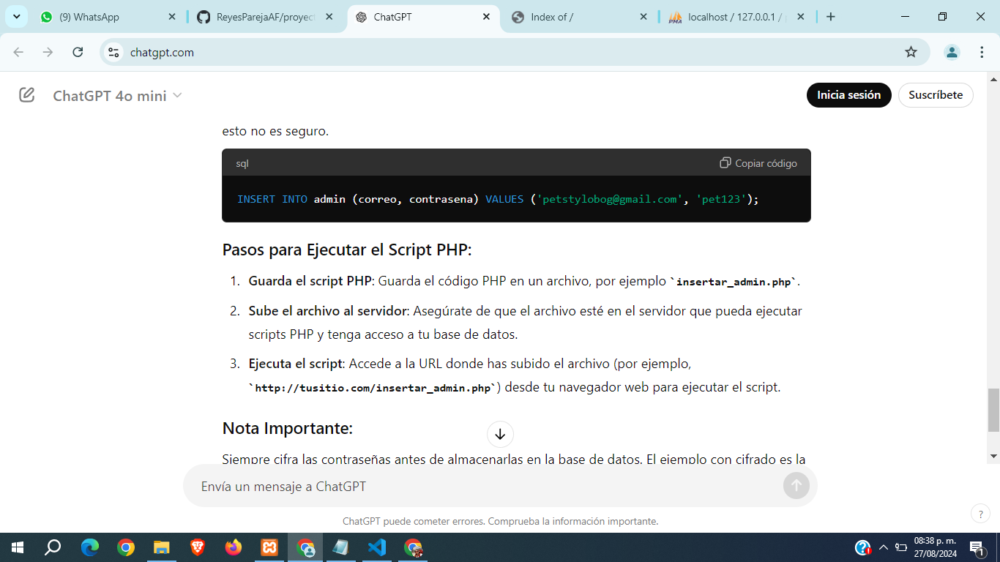 (9) WhatsApp
ReyesParejaAF/proyect
ChatGPT
Index of /
localhost / 127.0.0.1 /
chatgpt.com
ChatGPT 4o mini
Inicia sesión
Suscríbete
esto no es seguro.
sql
Copiar código
INSERT INTO admin (correo, contrasena) VALUES ('petstylobog@gmail.com', 'pet123');
Pasos para Ejecutar el Script PHP:
1. Guarda el script PHP: Guarda el código PHP en un archivo, por ejemplo `insertar_admin.php`.
2. Sube el archivo al servidor: Asegúrate de que el archivo esté en el servidor que pueda ejecutar
scripts PHP y tenga acceso a tu base de datos.
3. Ejecuta el script: Accede a la URL donde has subido el archivo (por ejemplo,
`http://tusitio.com/insertar_admin.php`) desde tu navegador web para ejecutar el script.
Nota Importante:
Siempre cifra las contraseñas antes de almacenarlas en la base de datos. El ejemplo con cifrado es la
Envía un mensaje a ChatGPT
?
ChatGPT puede cometer errores. Comprueba la información importante.
08:38 p. m.
27/08/2024
1